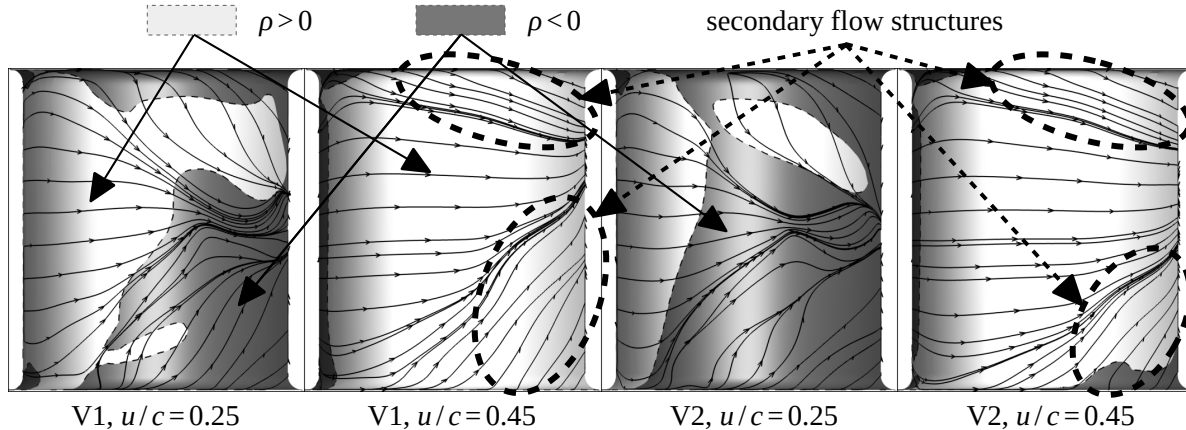 ρ > 0
ρ < 0
secondary flow structures
V1, u / c = 0.25
V1, u / c = 0.45
V2, u / c = 0.25
V2, u / c = 0.45